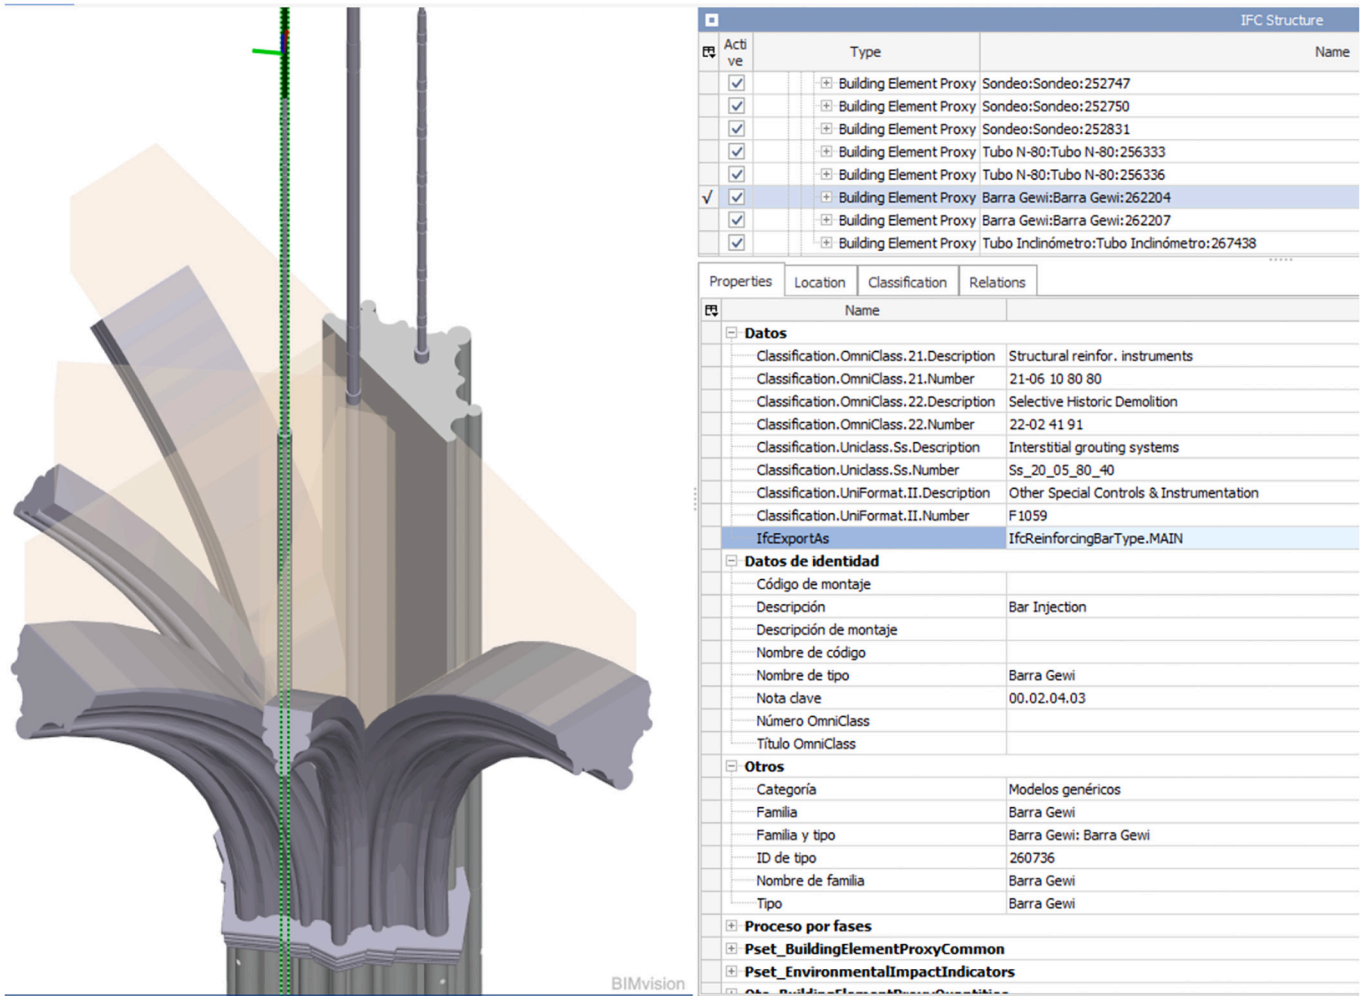 IFC Structure
Acti
ve
Type
Name
Building Element Proxy Sondeo:Sondeo:252747
Building Element Proxy Sondeo:Sondeo:252750
Building Element Proxy Sondeo:Sondeo:252831
Building Element Proxy Tubo N-80:Tubo N-80:256333
Building Element Proxy Tubo N-80:Tubo N-80:256336
Building Element Proxy Barra Gewi:Barra Gewi:262204
Building Element Proxy Barra Gewi:Barra Gewi:262207
Building Element Proxy Tubo Inclinómetro:Tubo Inclinómetro:267438
Properties Location Classification Relations
Name
Datos
Classification.OmniClass.21.Description Structural reinfor. instruments
Classification.OmniClass.21.Number 21-06 10 80 80
Classification.OmniClass.22.Description Selective Historic Demolition
Classification.OmniClass.22.Number 22-02 41 91
Classification.Uniclass.Ss.Description Interstitial grouting systems
Classification.Uniclass.Ss.Number Ss_20_05_80_40
Classification.UniFormat.II.Description Other Special Controls & Instrumentation
Classification.UniFormat.II.Number F1059
IfcExportAs IfcReinforcingBarType.MAIN
Datos de identidad
Código de montaje
Descripción Bar Injection
Descripción de montaje
Nombre de código
Nombre de tipo Barra Gewi
Nota clave 00.02.04.03
Número OmniClass
Título OmniClass
Otros
Categoría Modelos genéricos
Familia Barra Gewi
Familia y tipo Barra Gewi: Barra Gewi
ID de tipo 260736
Nombre de familia Barra Gewi
Tipo Barra Gewi
Proceso por fases
Pset_BuildingElementProxyCommon
Pset_EnvironmentalImpactIndicators
BIMvision